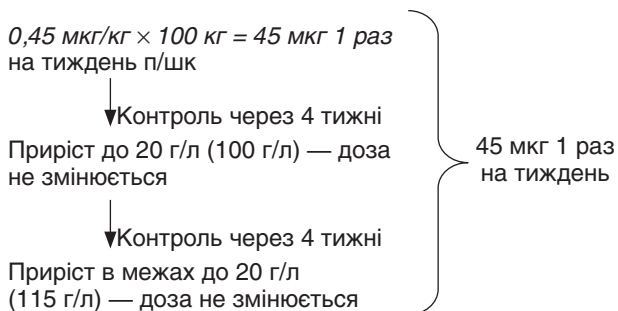 0,45 мкг/кг × 100 кг = 45 мкг 1 раз
на тиждень п/шк
Контроль через 4 тижні
Приріст до 20 г/л (100 г/л) — доза
не змінюється
Контроль через 4 тижні
Приріст в межах до 20 г/л
(115 г/л) — доза не змінюється
45 мкг 1 раз
на тиждень